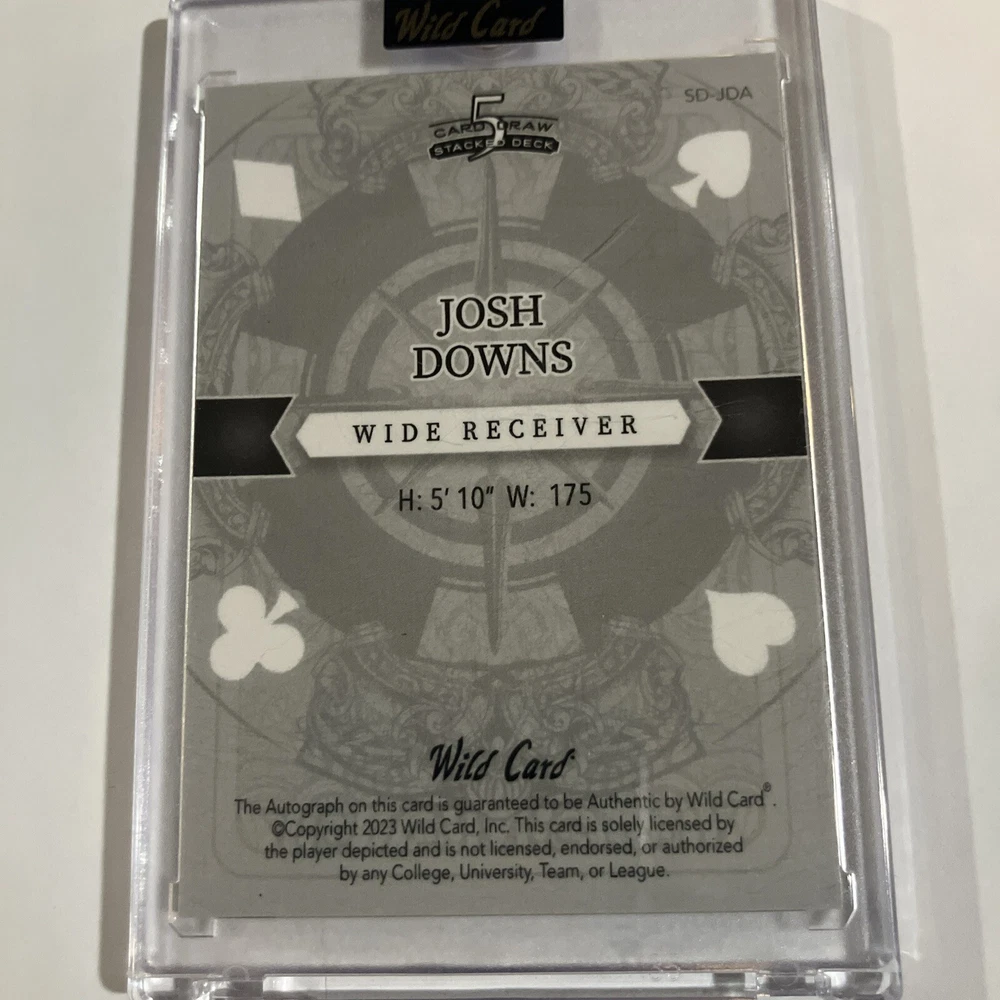 Wild Card
SD-JDA
5
CARD DRAW
STACKED DECK
JOSH
DOWNS
WIDE RECEIVER
H: 5' 10" W: 175
Wild Card
The Autograph on this card is guaranteed to be Authentic by Wild Card®.
©Copyright 2023 Wild Card, Inc. This card is solely licensed by
the player depicted and is not licensed, endorsed, or authorized
by any College, University, Team, or League.